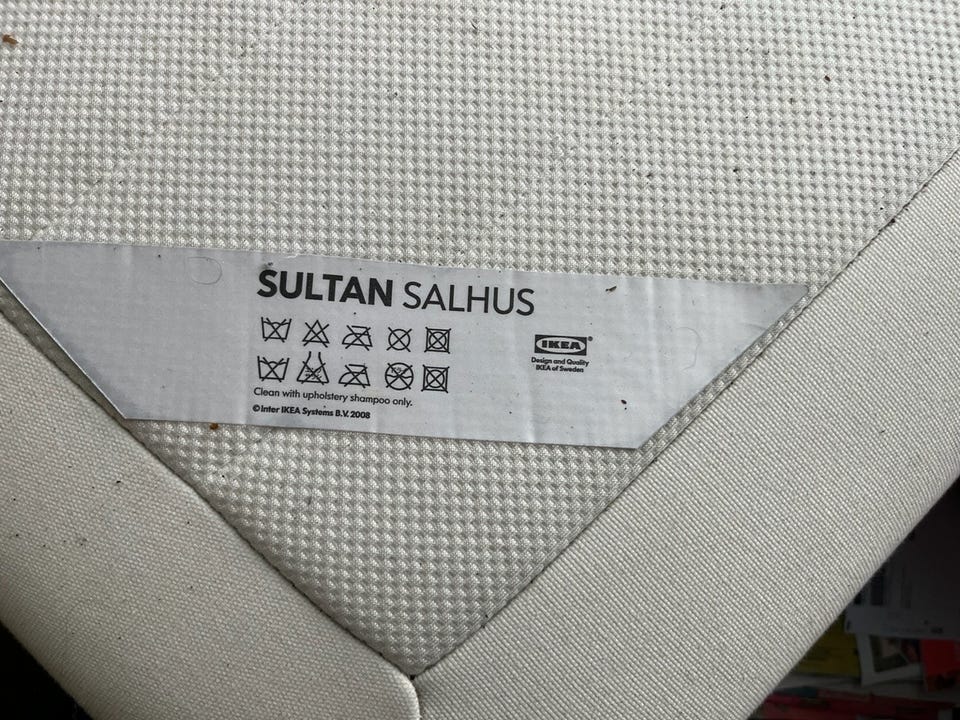 SULTAN SALHUS
IKEA®
Design and Quality
IKEA of Sweden
Clean with upholstery shampoo only.
© Inter IKEA Systems B.V. 2008